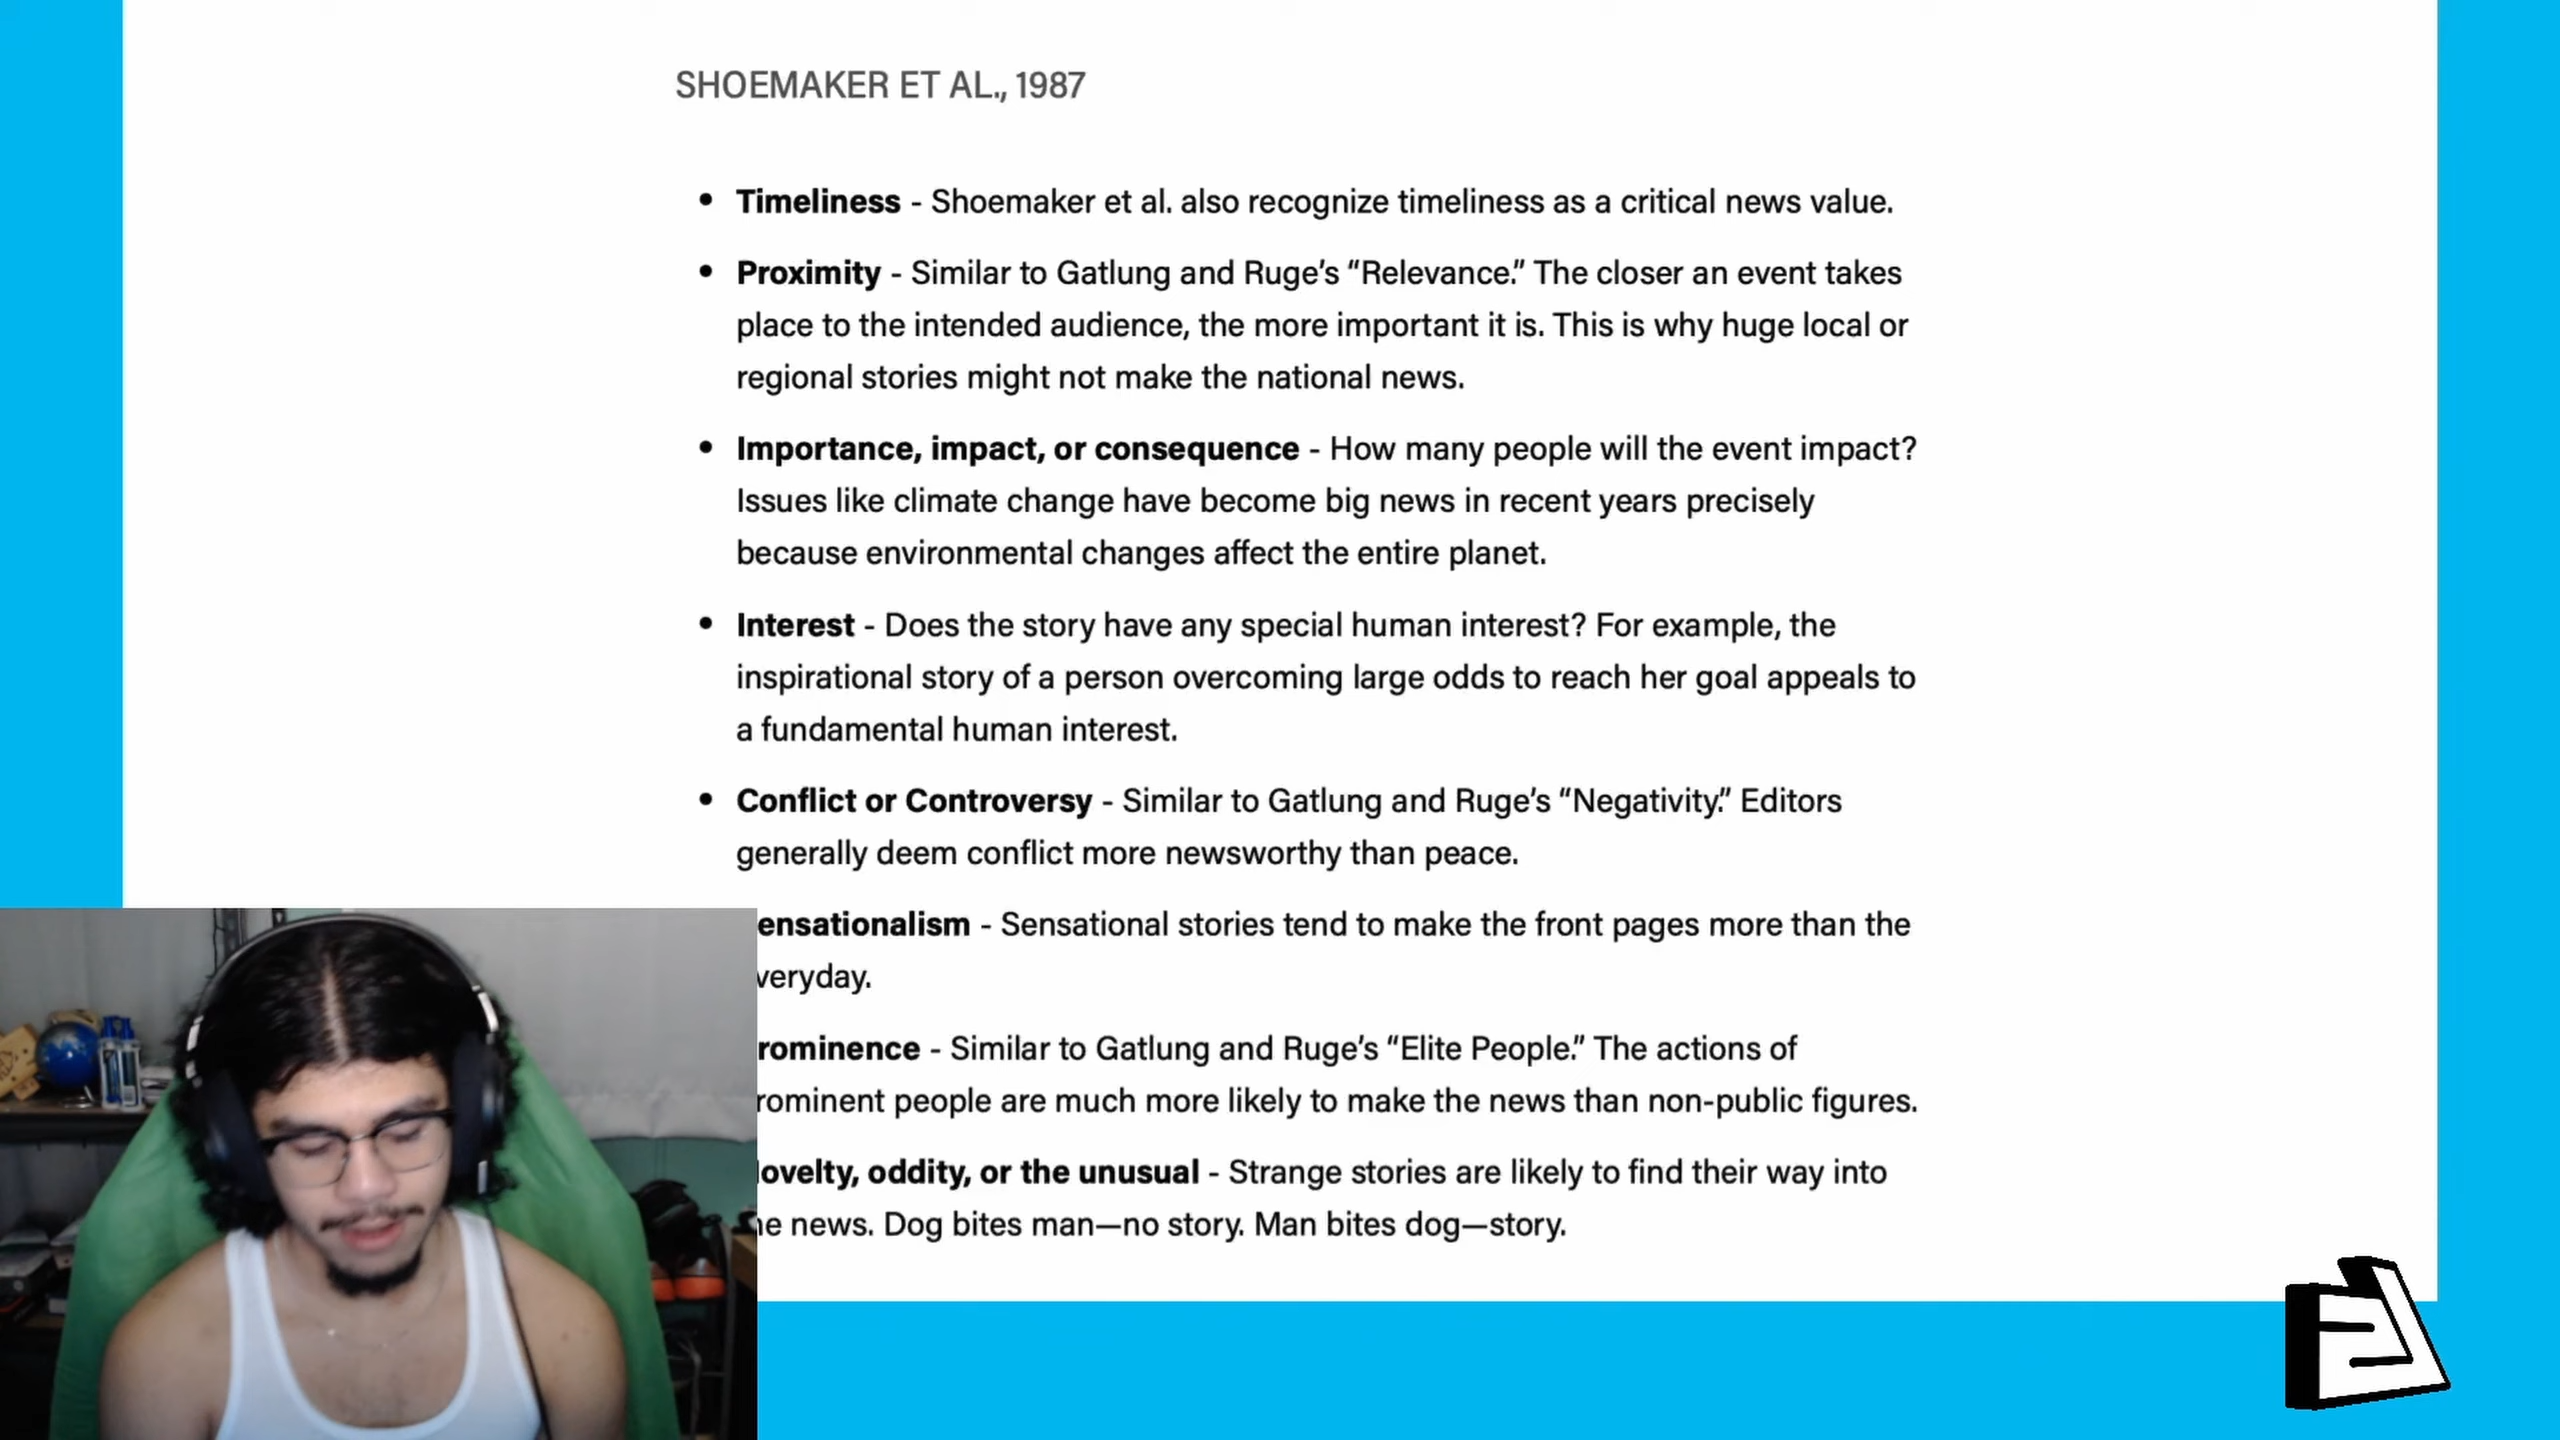 SHOEMAKER ET AL., 1987
• Timeliness - Shoemaker et al. also recognize timeliness as a critical news value.
• Proximity - Similar to Gatlung and Ruge’s “Relevance.” The closer an event takes
place to the intended audience, the more important it is. This is why huge local or
regional stories might not make the national news.
• Importance, impact, or consequence - How many people will the event impact?
Issues like climate change have become big news in recent years precisely
because environmental changes affect the entire planet.
• Interest - Does the story have any special human interest? For example, the
inspirational story of a person overcoming large odds to reach her goal appeals to
a fundamental human interest.
• Conflict or Controversy - Similar to Gatlung and Ruge’s “Negativity.” Editors
generally deem conflict more newsworthy than peace.
ensationalism - Sensational stories tend to make the front pages more than the
veryday.
rominence - Similar to Gatlung and Ruge’s “Elite People.” The actions of
rominent people are much more likely to make the news than non-public figures.
ovelty, oddity, or the unusual - Strange stories are likely to find their way into
e news. Dog bites man—no story. Man bites dog—story.